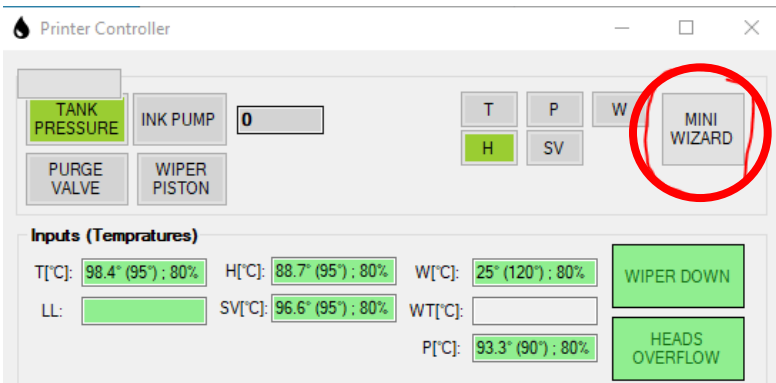 Printer Controller
TANK
PRESSURE
INK PUMP
0
T
P
W
MINI
WIZARD
H
SV
PURGE
VALVE
WIPER
PISTON
Inputs (Tempratures)
T[°C]: 98.4° (95°) ; 80% H[°C]: 88.7° (95°) ; 80% W[°C]: 25° (120°) ; 80%
WIPER DOWN
LL: SV[°C]: 96.6° (95°) ; 80% WT[°C]:
P[°C]: 93.3° (90°) ; 80%
HEADS
OVERFLOW